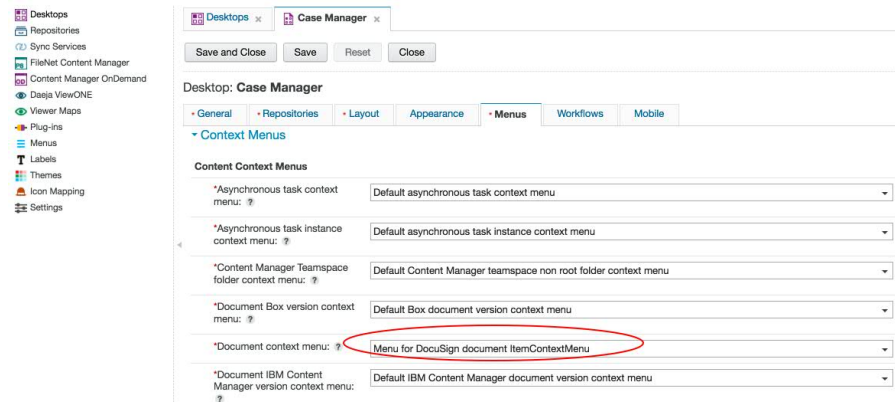 Desktops
Repositories
Sync Services
FileNet Content Manager
Content Manager OnDemand
Daeja ViewONE
Viewer Maps
Plug-ins
Menus
Labels
Themes
Icon Mapping
Settings
Desktops x Case Manager x
Save and Close Save Reset Close
Desktop: Case Manager
• General • Repositories • Layout Appearance • Menus Workflows Mobile
Context Menus
Content Context Menus
*Asynchronous task context
menu: ?
Default asynchronous task context menu
*Asynchronous task instance
context menu: ?
Default asynchronous task instance context menu
*Content Manager Teamspace
folder context menu: ?
Default Content Manager teamspace non root folder context menu
*Document Box version context
menu: ?
Default Box document version context menu
*Document context menu: ?
Menu for DocuSign document ItemContextMenu
*Document IBM Content
Manager version context menu:
?
Default IBM Content Manager document version context menu